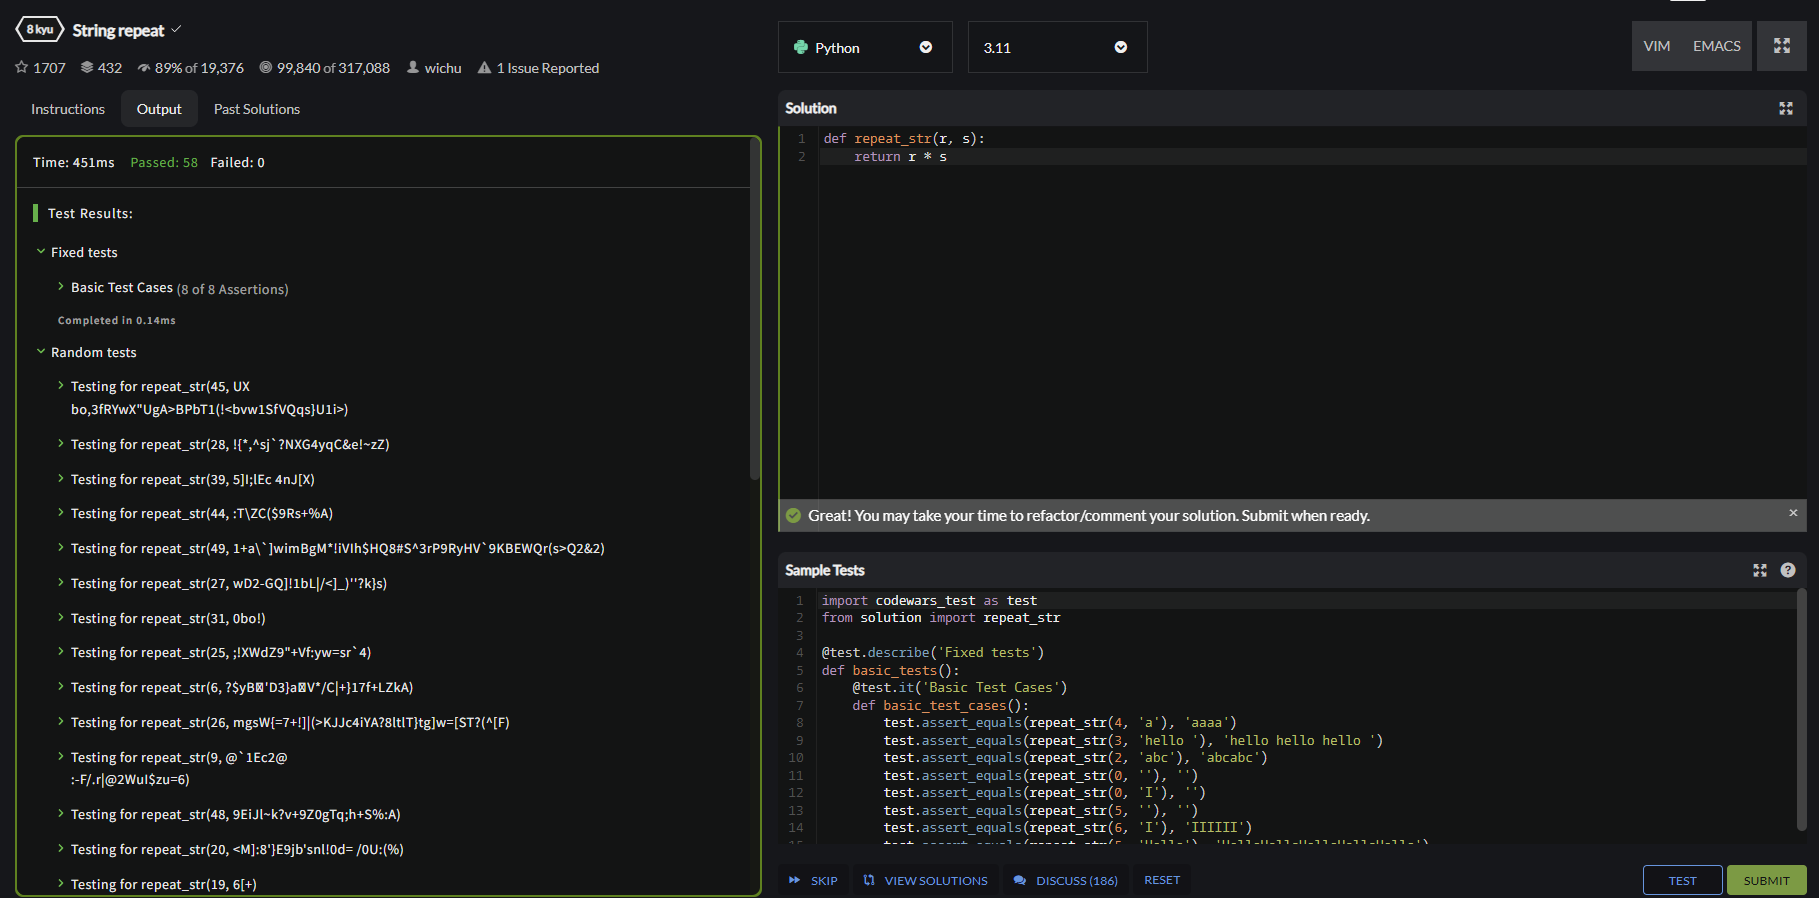 8 kyu String repeat
1707 432 89% of 19,376 99,840 of 317,088 wichu 1 Issue Reported
Instructions Output Past Solutions
Time: 451ms Passed: 58 Failed: 0
Test Results:
Fixed tests
Basic Test Cases (8 of 8 Assertions)
Completed in 0.14ms
Random tests
Testing for repeat_str(45, UX
bo,3fRYwX"UgA>BPbT1(!<bvw1SfVQqs}U1i>)
Testing for repeat_str(28, !{*,^sj`?NXG4yqC&e!~zZ)
Testing for repeat_str(39, 5]I;lEc 4nJ[X)
Testing for repeat_str(44, :T\ZC($9Rs+%A)
Testing for repeat_str(49, 1+a\`]wimBgM*!iVIh$HQ8#S^3rP9RyHV`9KBEWQr(s>Q2&2)
Testing for repeat_str(27, wD2-GQ]!1bL|/<]_)''?k}s)
Testing for repeat_str(31, 0bo!)
Testing for repeat_str(25, ;!XWdZ9"+Vf:yw=sr`4)
Testing for repeat_str(6, ?$yB 'D3}a V*/C|+}17f+LZkA)
Testing for repeat_str(26, mgsW{=7+!]|(>KJJc4iYA?8ltlT}tg]w=[ST?(^[F)
Testing for repeat_str(9, @`1Ec2@
:-F/.r|@2WuI$zu=6)
Testing for repeat_str(48, 9EiJl~k?v+9Z0gTq;h+S%:A)
Testing for repeat_str(20, <M]:8'}E9jb'snl!0d= /0U:(%)
Testing for repeat_str(19, 6[+)
Python 3.11 VIM EMACS
Solution
1 def repeat_str(r, s):
2 return r * s
Great! You may take your time to refactor/comment your solution. Submit when ready. ×
Sample Tests ?
1 import codewars_test as test
2 from solution import repeat_str
3
4 @test.describe('Fixed tests')
5 def basic_tests():
6 @test.it('Basic Test Cases')
7 def basic_test_cases():
8 test.assert_equals(repeat_str(4, 'a'), 'aaaa')
9 test.assert_equals(repeat_str(3, 'hello '), 'hello hello hello ')
10 test.assert_equals(repeat_str(2, 'abc'), 'abcabc')
11 test.assert_equals(repeat_str(0, ''), '')
12 test.assert_equals(repeat_str(0, 'I'), '')
13 test.assert_equals(repeat_str(5, ''), '')
14 test.assert_equals(repeat_str(6, 'I'), 'IIIIII')
SKIP VIEW SOLUTIONS DISCUSS (186) RESET TEST SUBMIT